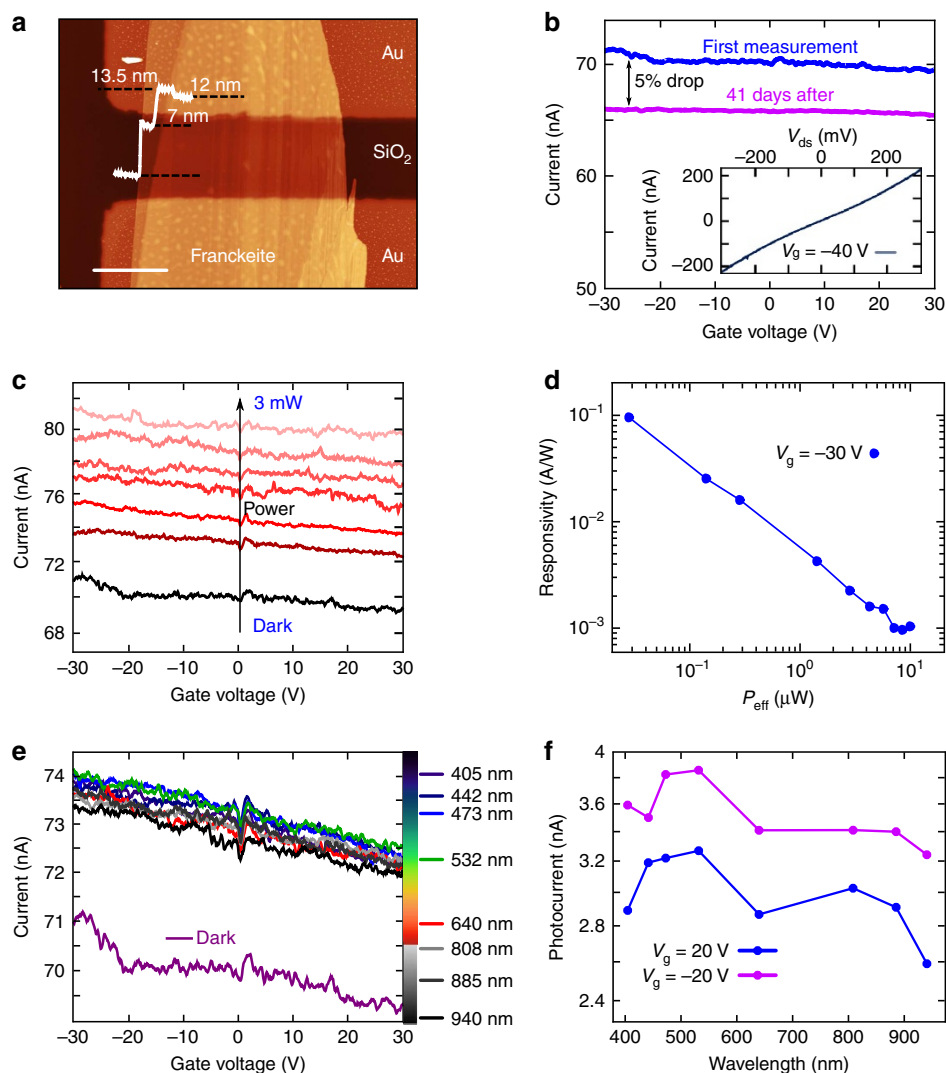 a
Au
13.5 nm
12 nm
7 nm
SiO2
Franckeite
Au
b
First measurement
5% drop
41 days after
Vds (mV)
−200 0 200
200
0
−200
Current (nA)
Vg = −40 V
70
65
60
55
50
Current (nA)
−30 −20 −10 0 10 20 30
Gate voltage (V)
c
3 mW
Power
Dark
80
76
72
68
Current (nA)
−30 −20 −10 0 10 20 30
Gate voltage (V)
d
Vg = −30 V
10−1
10−2
10−3
Responsivity (A/W)
10−1 100 101
Peff (μW)
e
74
73
72
71
70
Current (nA)
Dark
405 nm
442 nm
473 nm
532 nm
640 nm
808 nm
885 nm
940 nm
−30 −20 −10 0 10 20 30
Gate voltage (V)
f
4
3.6
3.2
2.8
2.4
Photocurrent (nA)
Vg = 20 V
Vg = −20 V
400 500 600 700 800 900
Wavelength (nm)